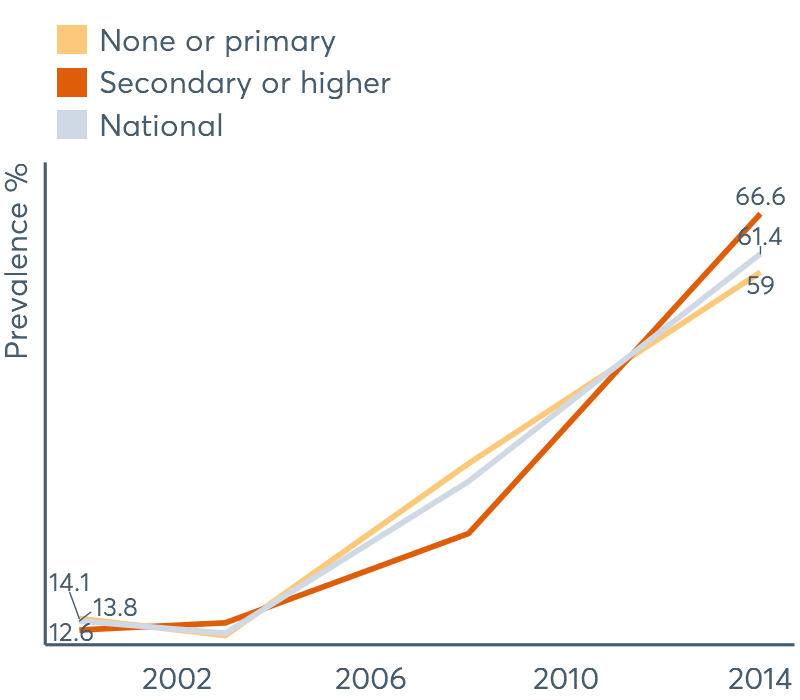 None or primary
Secondary or higher
National
Prevalence %
66.6
61.4
59
14.1
13.8
12.6
2002
2006
2010
2014